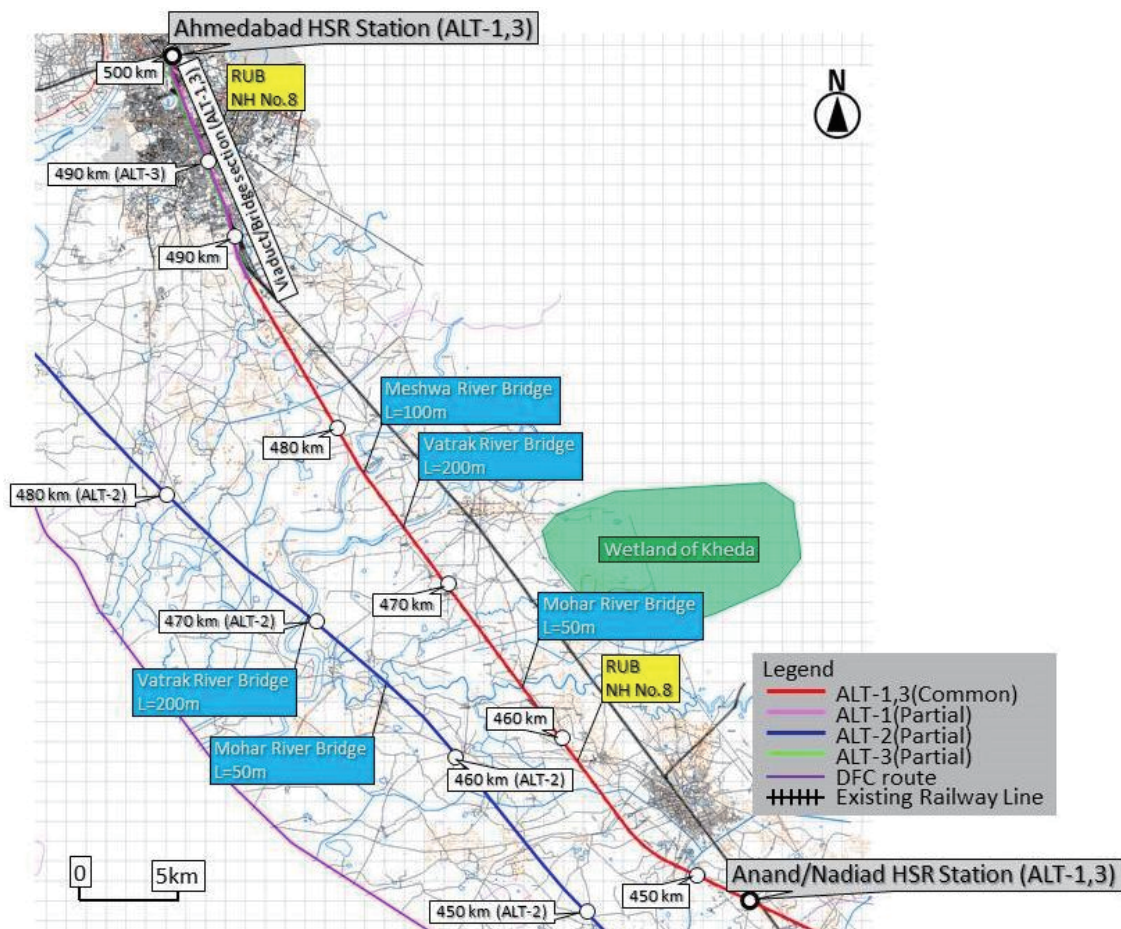 Ahmedabad HSR Station (ALT-1,3)
500 km
RUB
NH No.8
N
Viaduct/Bridge section (ALT-1,3)
490 km (ALT-3)
490 km
Meshwa River Bridge
L=100m
480 km
Vatrak River Bridge
L=200m
480 km (ALT-2)
Wetland of Kheda
470 km
Mohar River Bridge
L=50m
470 km (ALT-2)
RUB
NH No.8
Vatrak River Bridge
L=200m
Legend
ALT-1,3(Common)
ALT-1(Partial)
ALT-2(Partial)
ALT-3(Partial)
DFC route
Existing Railway Line
460 km
Mohar River Bridge
L=50m
460 km (ALT-2)
0
5km
450 km
Anand/Nadiad HSR Station (ALT-1,3)
450 km (ALT-2)